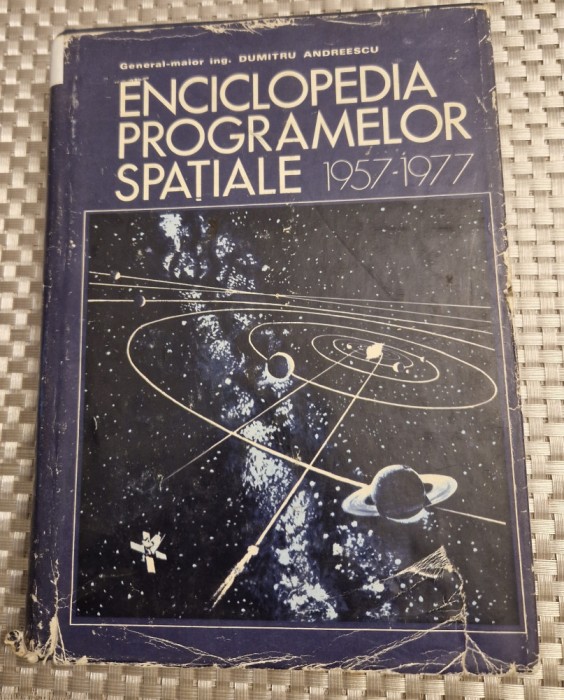 General-maior ing. DUMITRU ANDREESCU
ENCICLOPEDIA
PROGRAMELOR
SPAȚIALE 1957-1977